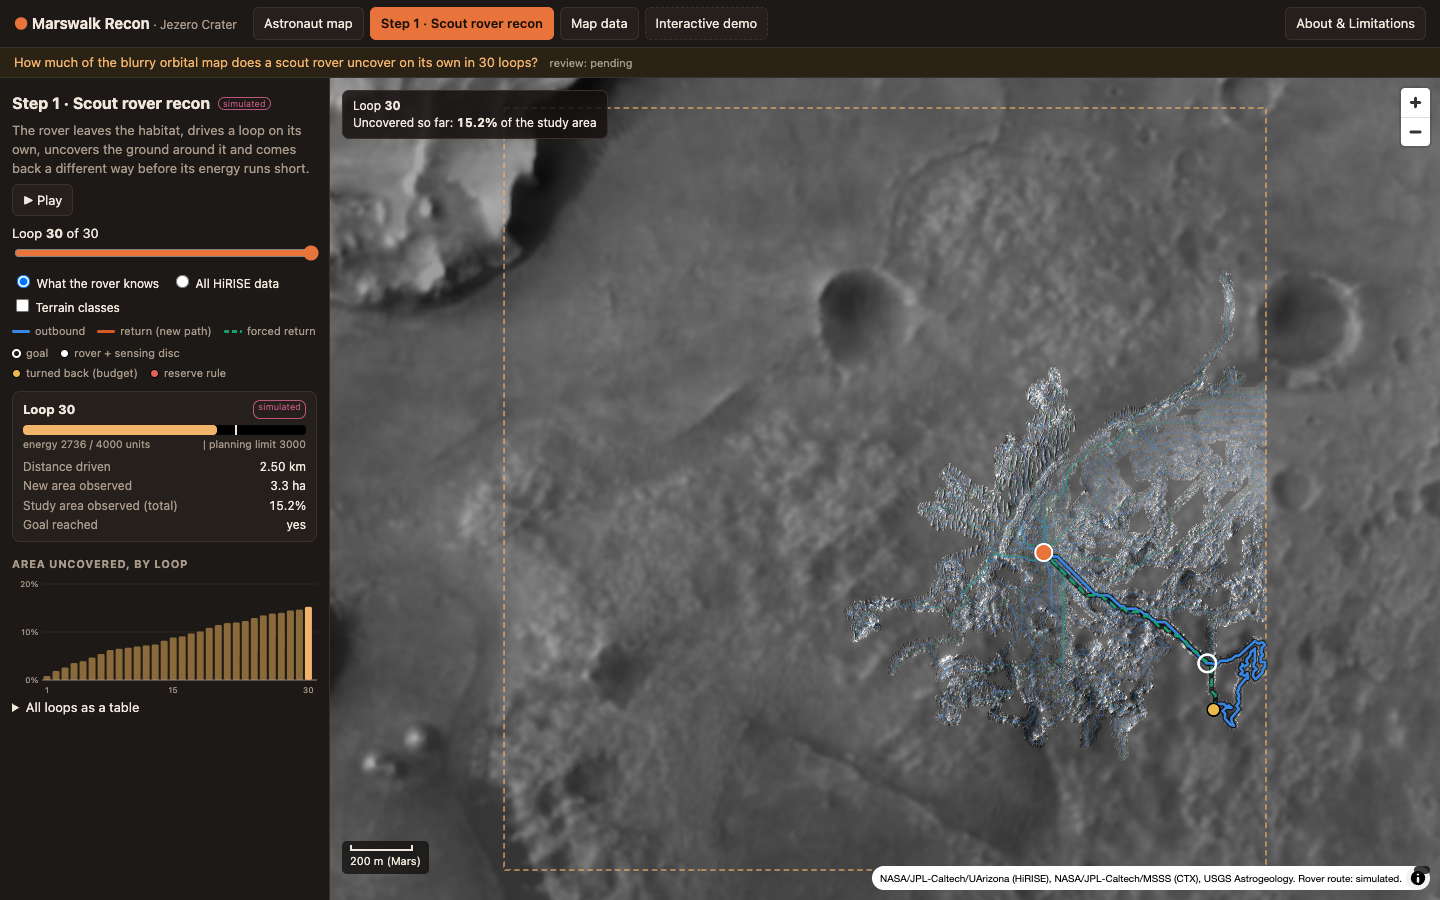 Marswalk Recon · Jezero Crater
Astronaut map
Step 1 · Scout rover recon
Map data
Interactive demo
About & Limitations
How much of the blurry orbital map does a scout rover uncover on its own in 30 loops? review: pending
Step 1 · Scout rover recon simulated
The rover leaves the habitat, drives a loop on its
own, uncovers the ground around it and comes
back a different way before its energy runs short.
Play
Loop 30 of 30
What the rover knows
All HiRISE data
Terrain classes
outbound return (new path) forced return
goal rover + sensing disc
turned back (budget) reserve rule
Loop 30 simulated
energy 2736 / 4000 units | planning limit 3000
Distance driven 2.50 km
New area observed 3.3 ha
Study area observed (total) 15.2%
Goal reached yes
AREA UNCOVERED, BY LOOP
20%
10%
0%
1 15 30
All loops as a table
Loop 30
Uncovered so far: 15.2% of the study area
+
−
200 m (Mars)
NASA/JPL-Caltech/UArizona (HiRISE), NASA/JPL-Caltech/MSSS (CTX), USGS Astrogeology. Rover route: simulated.